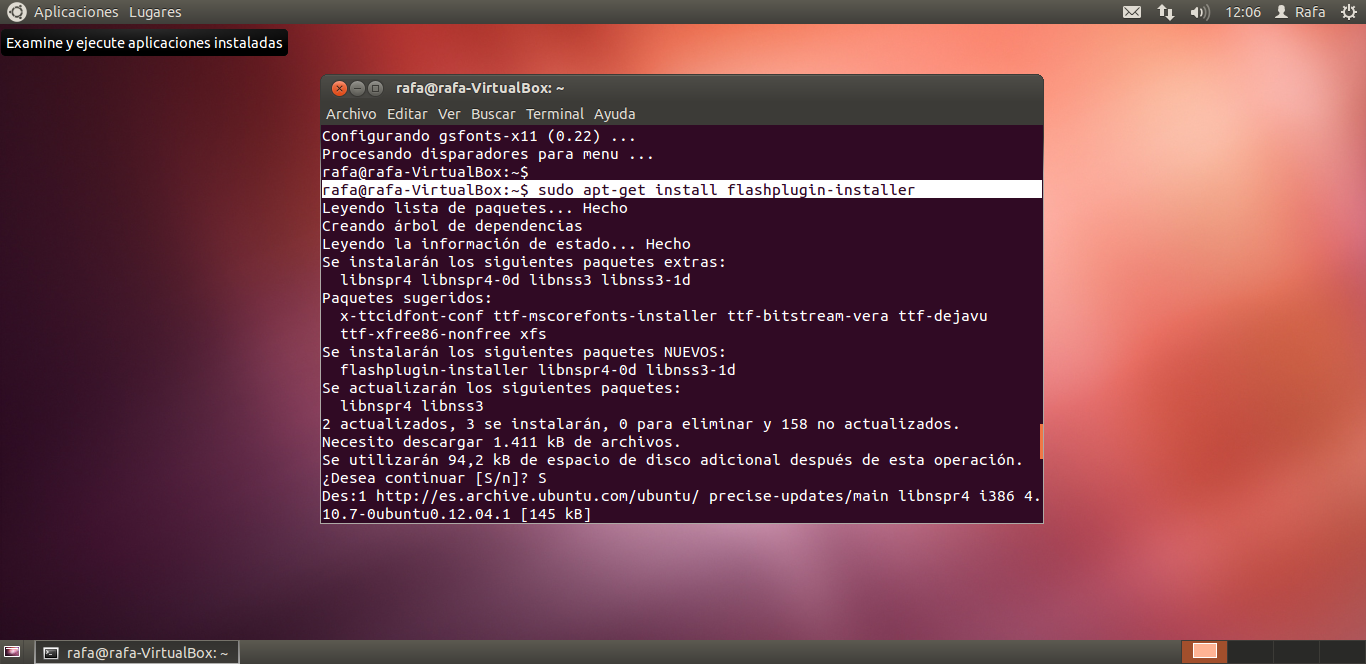 Aplicaciones Lugares
12:06 Rafa
Examine y ejecute aplicaciones instaladas
rafa@rafa-VirtualBox: ~
Archivo Editar Ver Buscar Terminal Ayuda
Configurando gsfonts-x11 (0.22) ...
Procesando disparadores para menu ...
rafa@rafa-VirtualBox:~$
rafa@rafa-VirtualBox:~$ sudo apt-get install flashplugin-installer
Leyendo lista de paquetes... Hecho
Creando árbol de dependencias
Leyendo la información de estado... Hecho
Se instalarán los siguientes paquetes extras:
  libnspr4 libnspr4-0d libnss3 libnss3-1d
Paquetes sugeridos:
  x-ttcidfont-conf ttf-mscorefonts-installer ttf-bitstream-vera ttf-dejavu
  ttf-xfree86-nonfree xfs
Se instalarán los siguientes paquetes NUEVOS:
  flashplugin-installer libnspr4-0d libnss3-1d
Se actualizarán los siguientes paquetes:
  libnspr4 libnss3
2 actualizados, 3 se instalarán, 0 para eliminar y 158 no actualizados.
Necesito descargar 1.411 kB de archivos.
Se utilizarán 94,2 kB de espacio de disco adicional después de esta operación.
¿Desea continuar [S/n]? S
Des:1 http://es.archive.ubuntu.com/ubuntu/ precise-updates/main libnspr4 i386 4.
10.7-0ubuntu0.12.04.1 [145 kB]
rafa@rafa-VirtualBox: ~